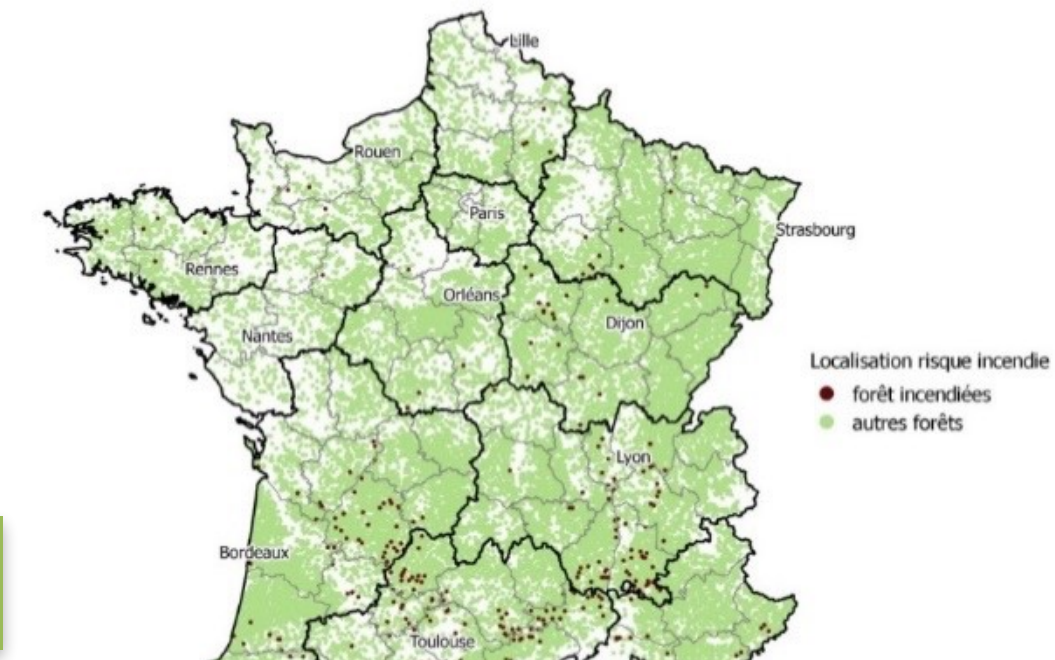 Lille
Rouen
Paris
Strasbourg
Rennes
Orléans
Nantes
Dijon
Localisation risque incendie
forêt incendiées
autres forêts
Lyon
Bordeaux
Toulouse